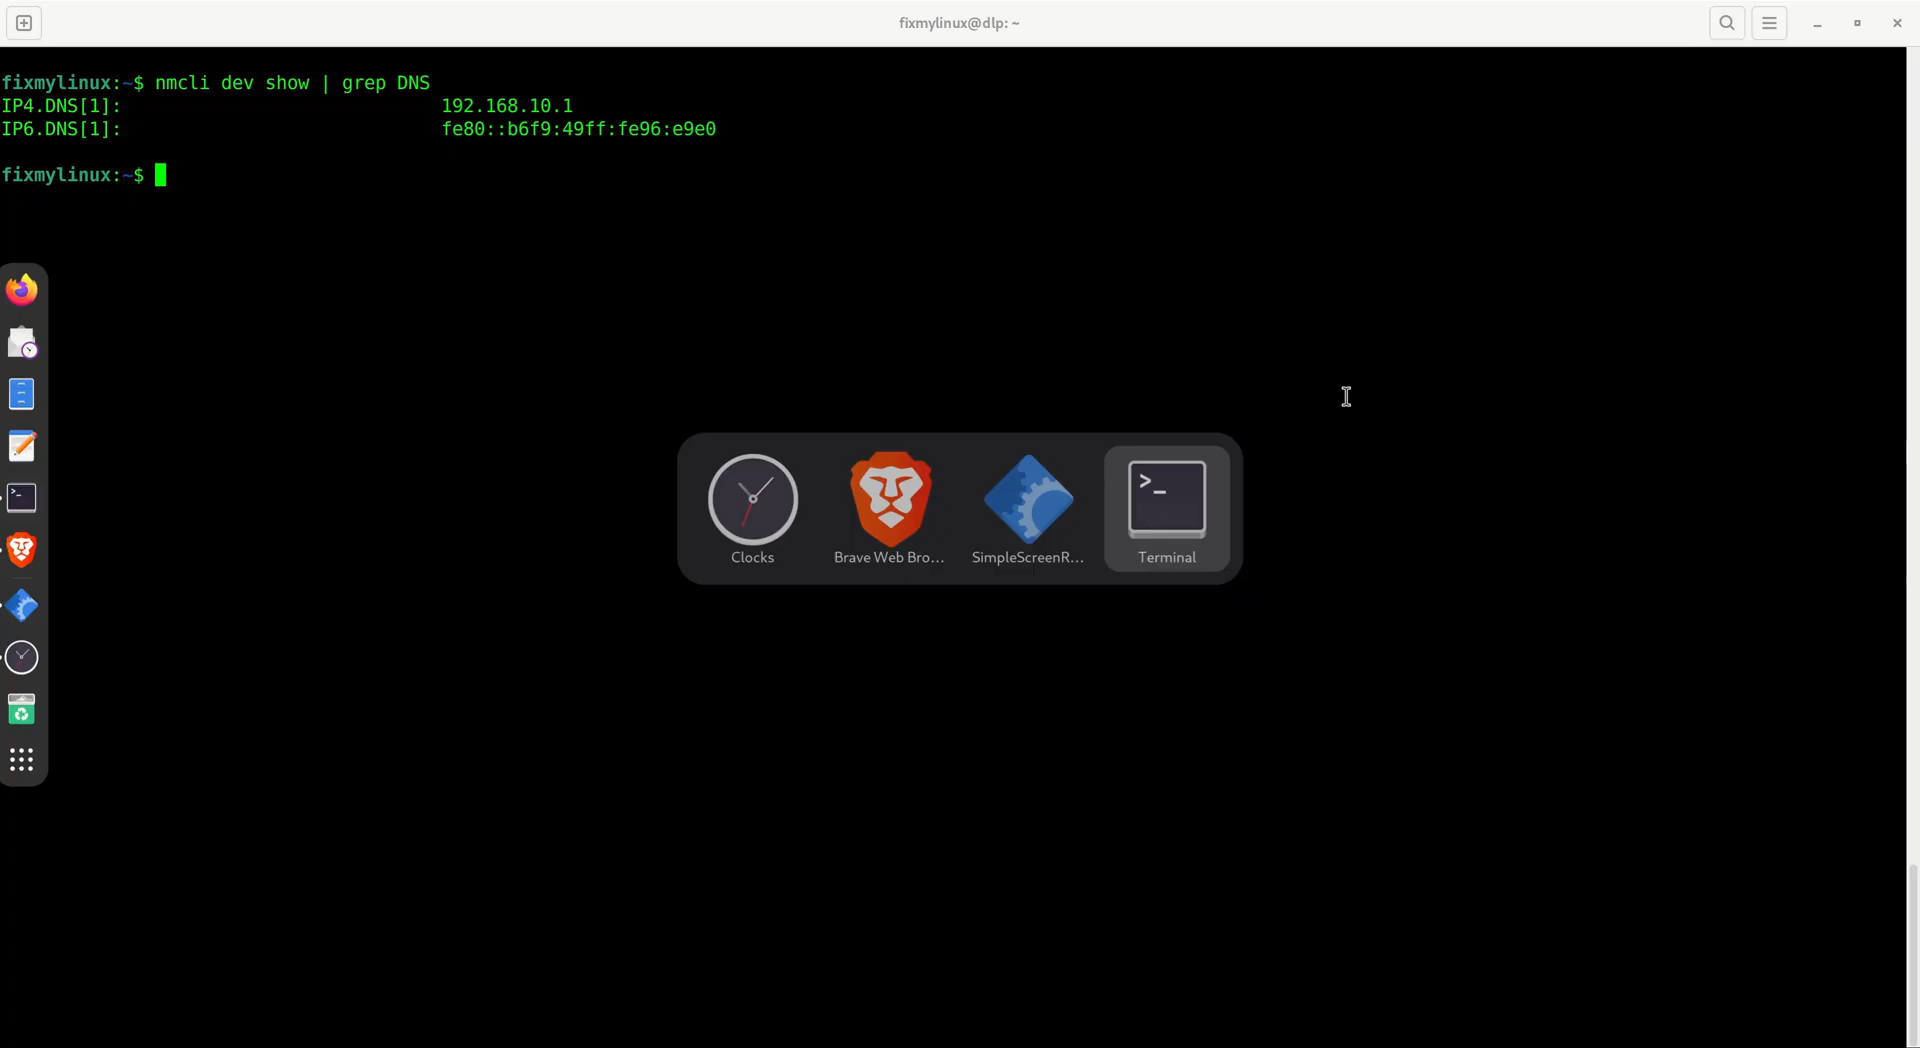 fixmylinux@dlp: ~
fixmylinux:~$ nmcli dev show | grep DNS
IP4.DNS[1]: 192.168.10.1
IP6.DNS[1]: fe80::b6f9:49ff:fe96:e9e0
fixmylinux:~$
Clocks Brave Web Bro... SimpleScreenR... Terminal